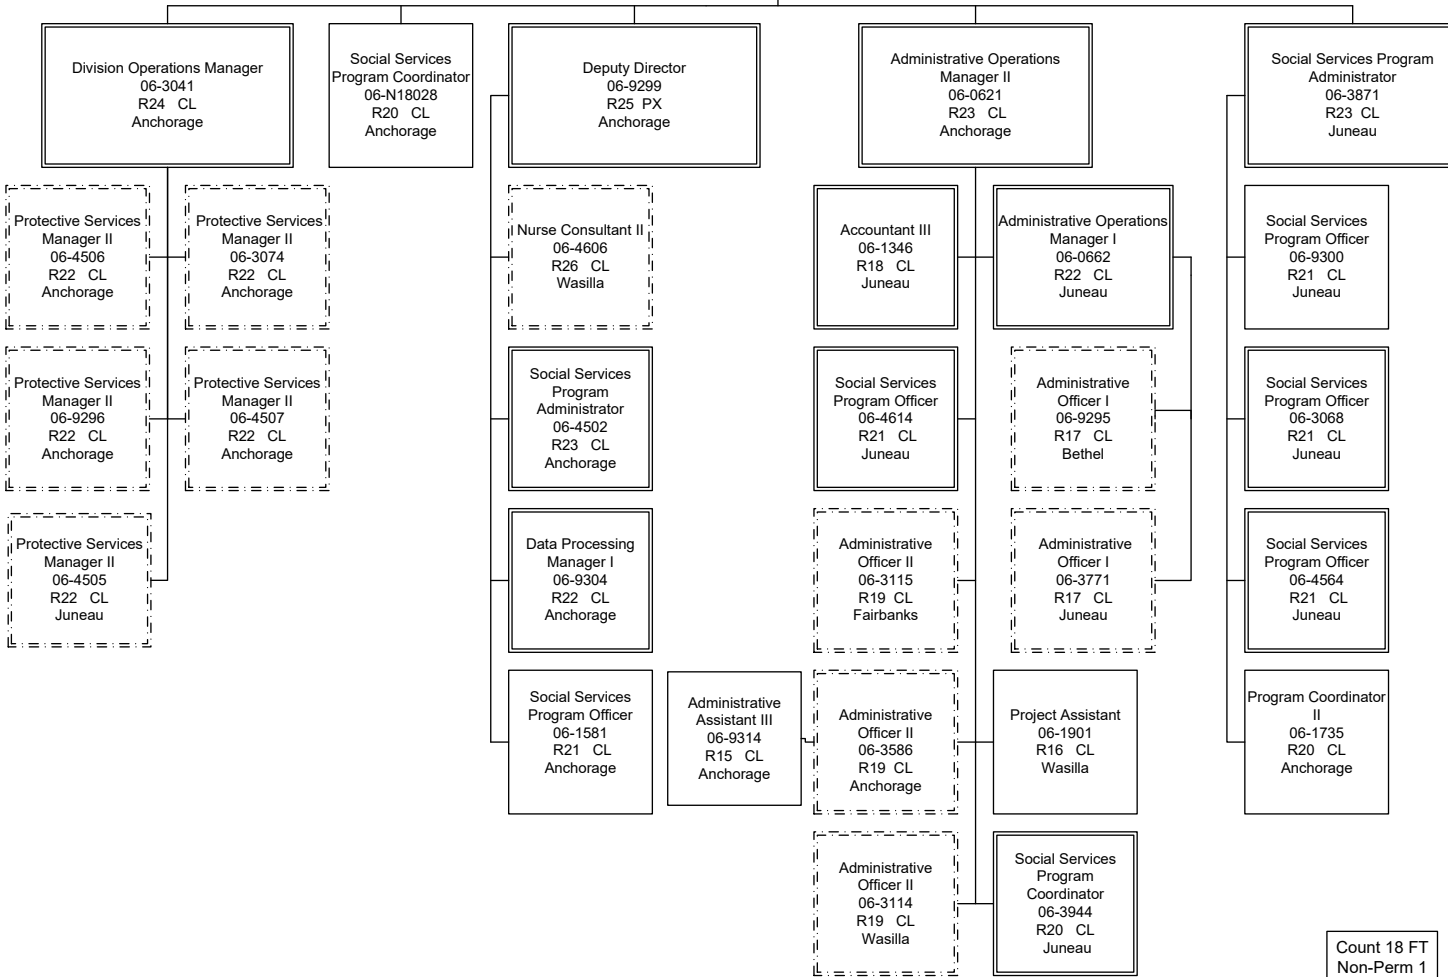 Division Operations Manager
06-3041
R24 CL
Anchorage
Social Services
Program Coordinator
06-N18028
R20 CL
Anchorage
Deputy Director
06-9299
R25 PX
Anchorage
Administrative Operations
Manager II
06-0621
R23 CL
Anchorage
Social Services Program
Administrator
06-3871
R23 CL
Juneau
Protective Services
Manager II
06-4506
R22 CL
Anchorage
Protective Services
Manager II
06-3074
R22 CL
Anchorage
Nurse Consultant II
06-4606
R26 CL
Wasilla
Accountant III
06-1346
R18 CL
Juneau
Administrative Operations
Manager I
06-0662
R22 CL
Juneau
Social Services
Program Officer
06-9300
R21 CL
Juneau
Protective Services
Manager II
06-9296
R22 CL
Anchorage
Protective Services
Manager II
06-4507
R22 CL
Anchorage
Social Services
Program
Administrator
06-4502
R23 CL
Anchorage
Social Services
Program Officer
06-4614
R21 CL
Juneau
Administrative
Officer I
06-9295
R17 CL
Bethel
Social Services
Program Officer
06-3068
R21 CL
Juneau
Protective Services
Manager II
06-4505
R22 CL
Juneau
Data Processing
Manager I
06-9304
R22 CL
Anchorage
Administrative
Officer II
06-3115
R19 CL
Fairbanks
Administrative
Officer I
06-3771
R17 CL
Juneau
Social Services
Program Officer
06-4564
R21 CL
Juneau
Social Services
Program Officer
06-1581
R21 CL
Anchorage
Administrative
Assistant III
06-9314
R15 CL
Anchorage
Administrative
Officer II
06-3586
R19 CL
Anchorage
Project Assistant
06-1901
R16 CL
Wasilla
Program Coordinator
II
06-1735
R20 CL
Anchorage
Administrative
Officer II
06-3114
R19 CL
Wasilla
Social Services
Program
Coordinator
06-3944
R20 CL
Juneau
Count 18 FT
Non-Perm 1